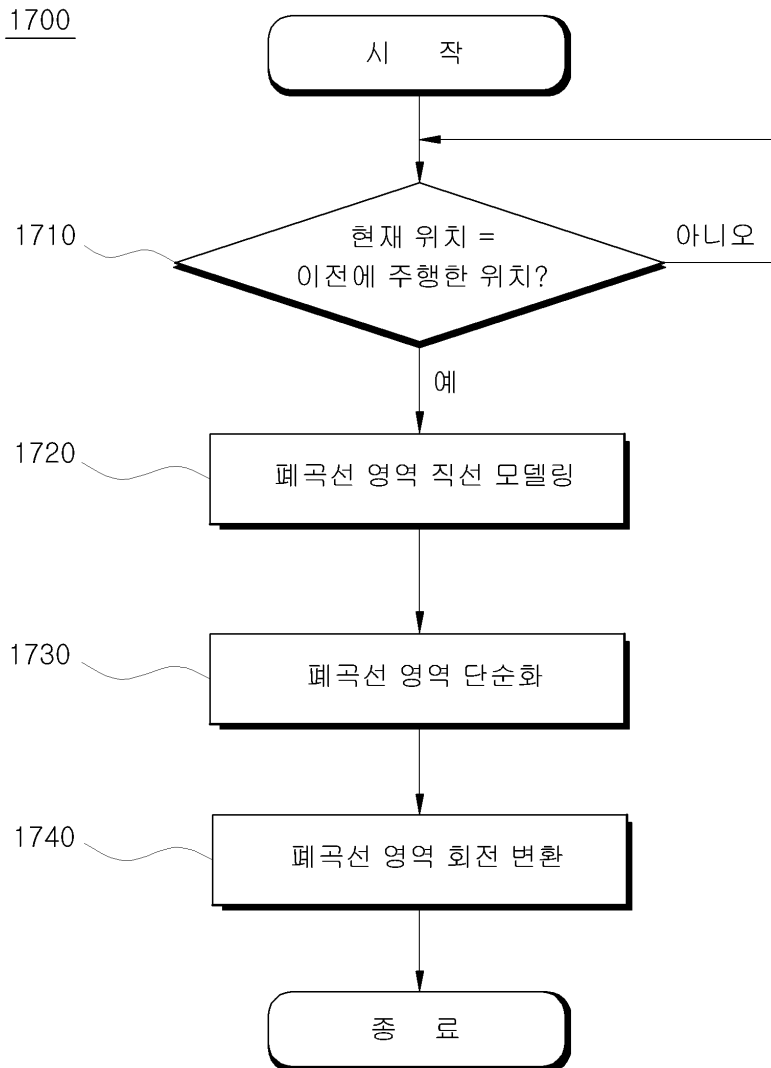 1700
시 작
1710
현재 위치 =
이전에 주행한 위치?
아니오
예
1720
폐곡선 영역 직선 모델링
1730
폐곡선 영역 단순화
1740
폐곡선 영역 회전 변환
종 료